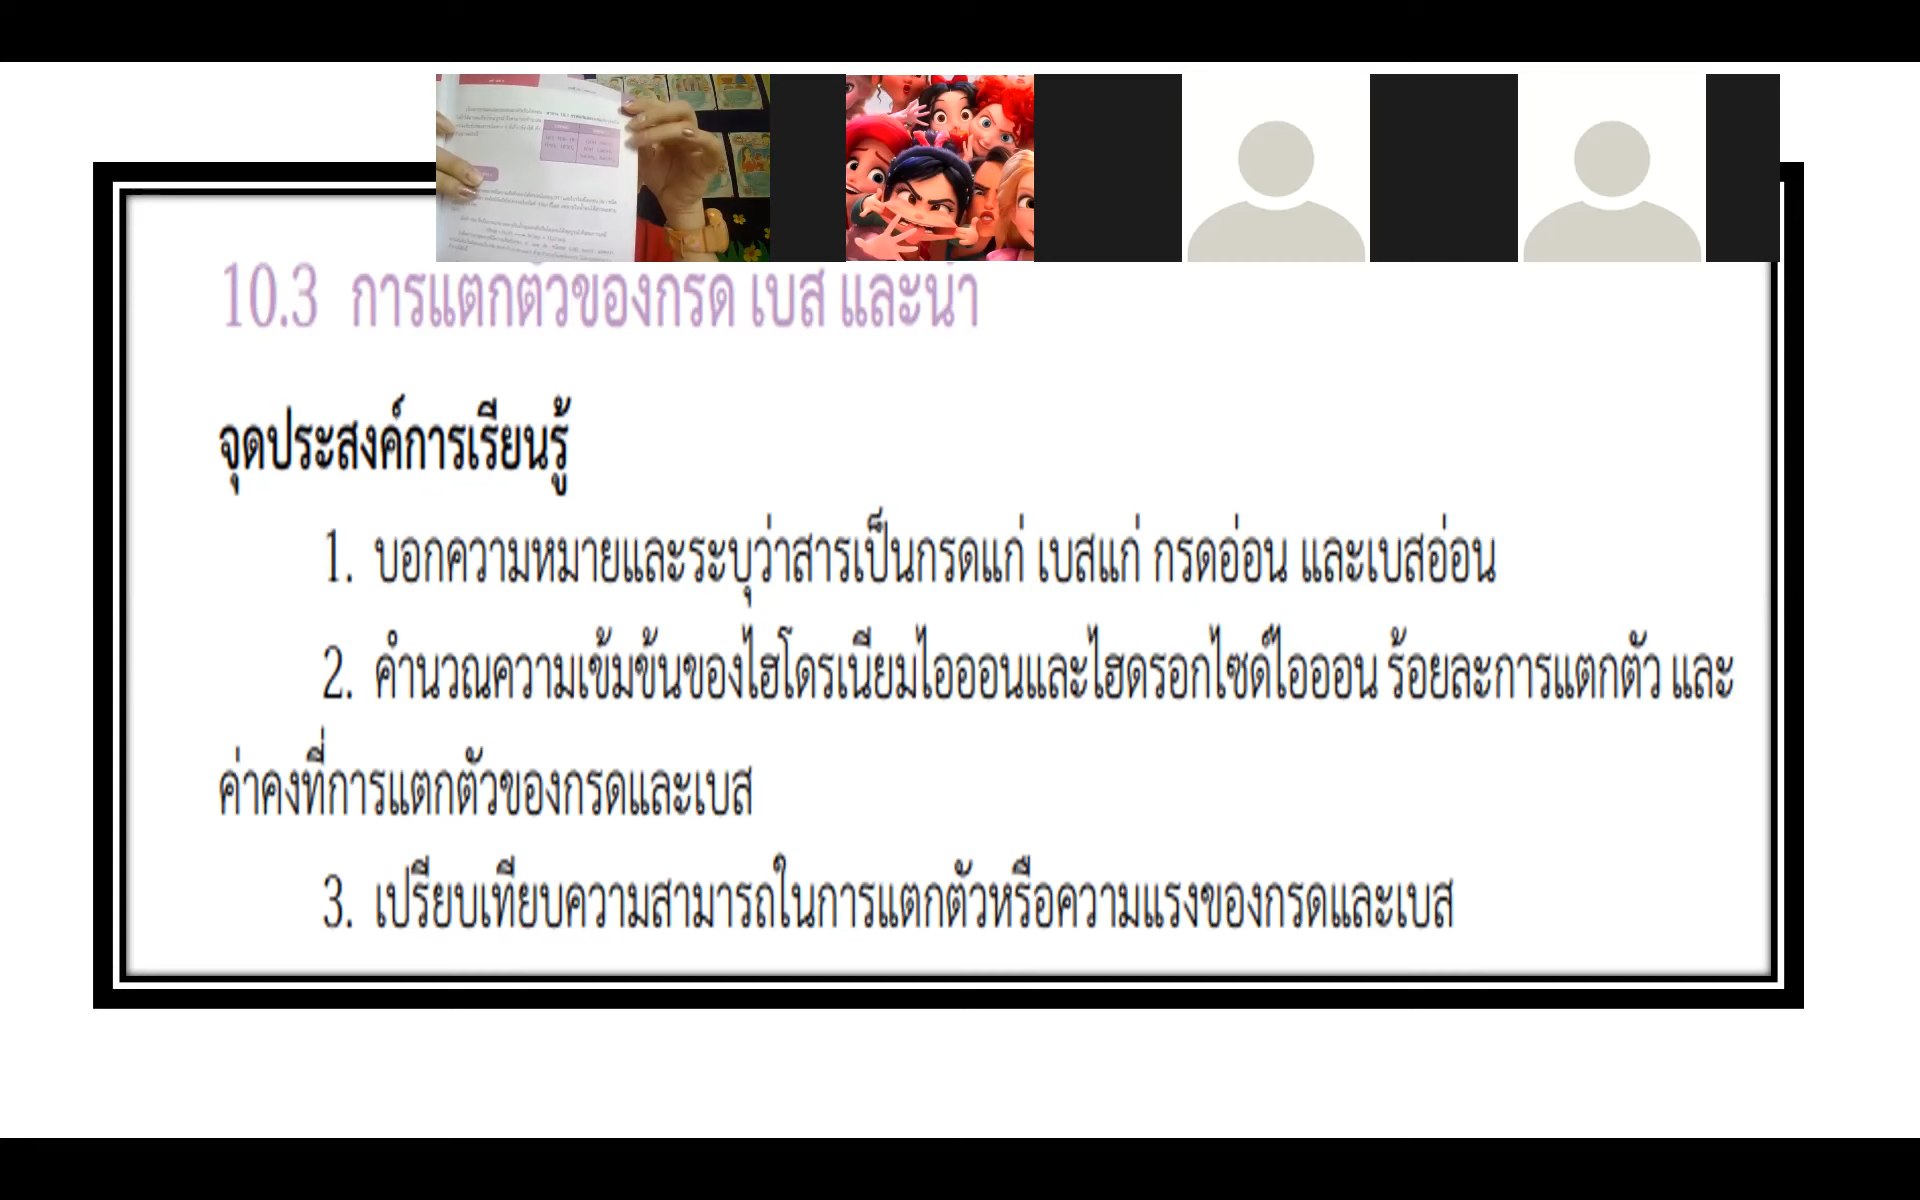 10.3 การแตกตัวของกรด เบส และน้ำ
จุดประสงค์การเรียนรู้
1. บอกความหมายและระบุว่าสารเป็นกรดแก่ เบสแก่ กรดอ่อน และเบสอ่อน
2. คำนวณความเข้มข้นของไฮโดรเนียมไอออนและไฮดรอกไซด์ไอออน ร้อยละการแตกตัว และ
ค่าคงที่การแตกตัวของกรดและเบส
3. เปรียบเทียบความสามารถในการแตกตัวหรือความแรงของกรดและเบส